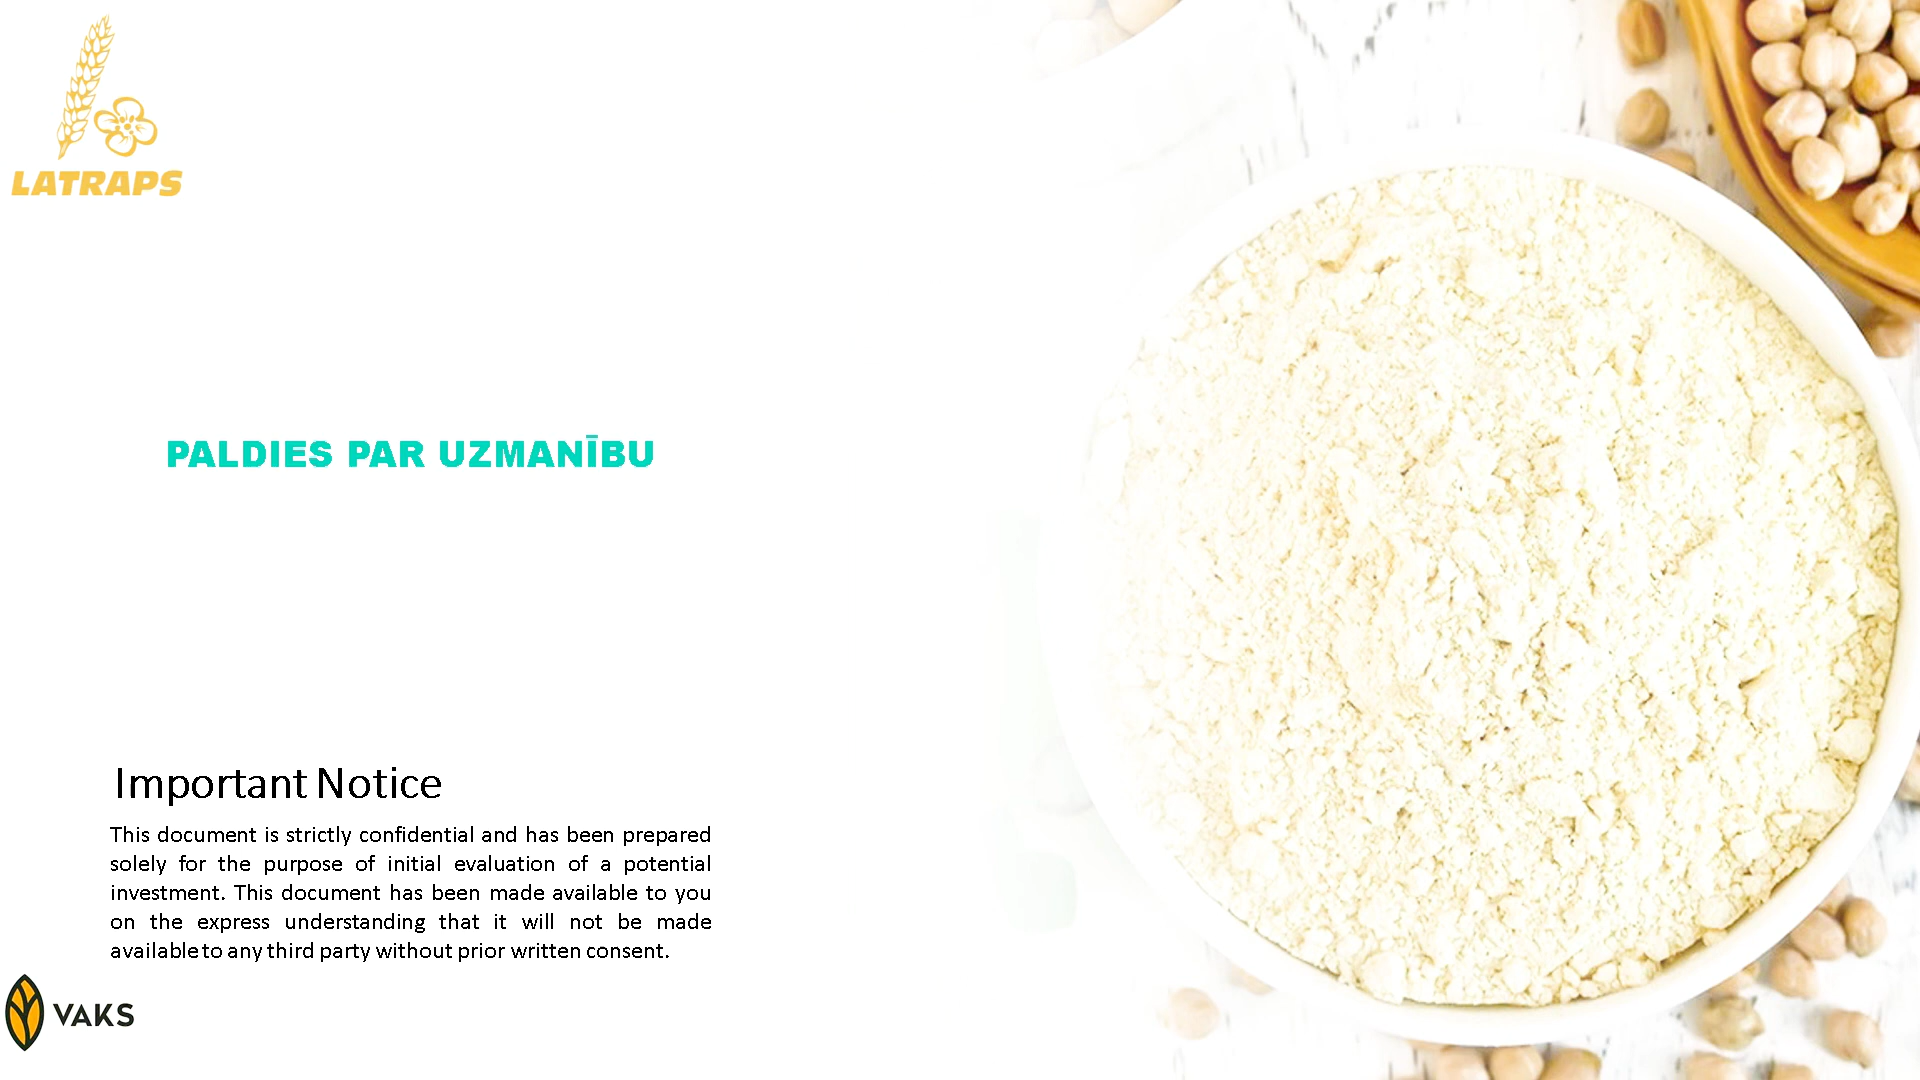 LATRAPS
PALDIES PAR UZMANĪBU
Important Notice
This document is strictly confidential and has been prepared
solely for the purpose of initial evaluation of a potential
investment. This document has been made available to you
on the express understanding that it will not be made
available to any third party without prior written consent.
VAKS